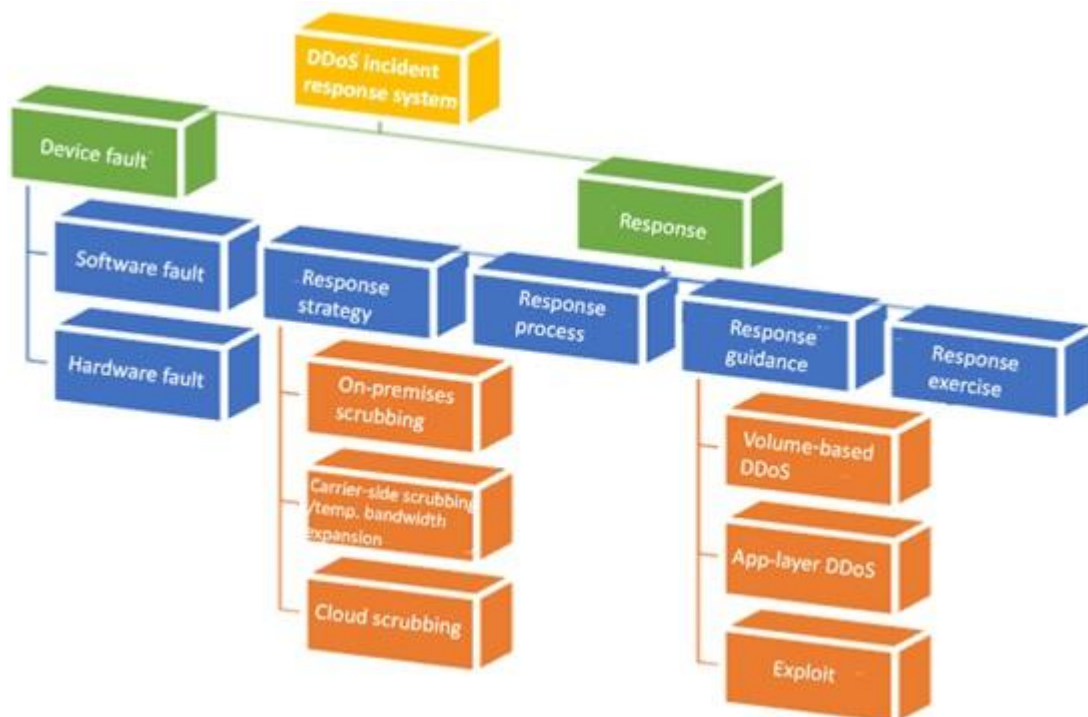 DDoS incident
response system
Device fault
Response
Software fault
Hardware fault
Response
strategy
Response
process
Response
guidance
Response
exercise
On-premises
scrubbing
Carrier-side scrubbing
/temp. bandwidth
expansion
Cloud scrubbing
Volume-based
DDoS
App-layer DDoS
Exploit